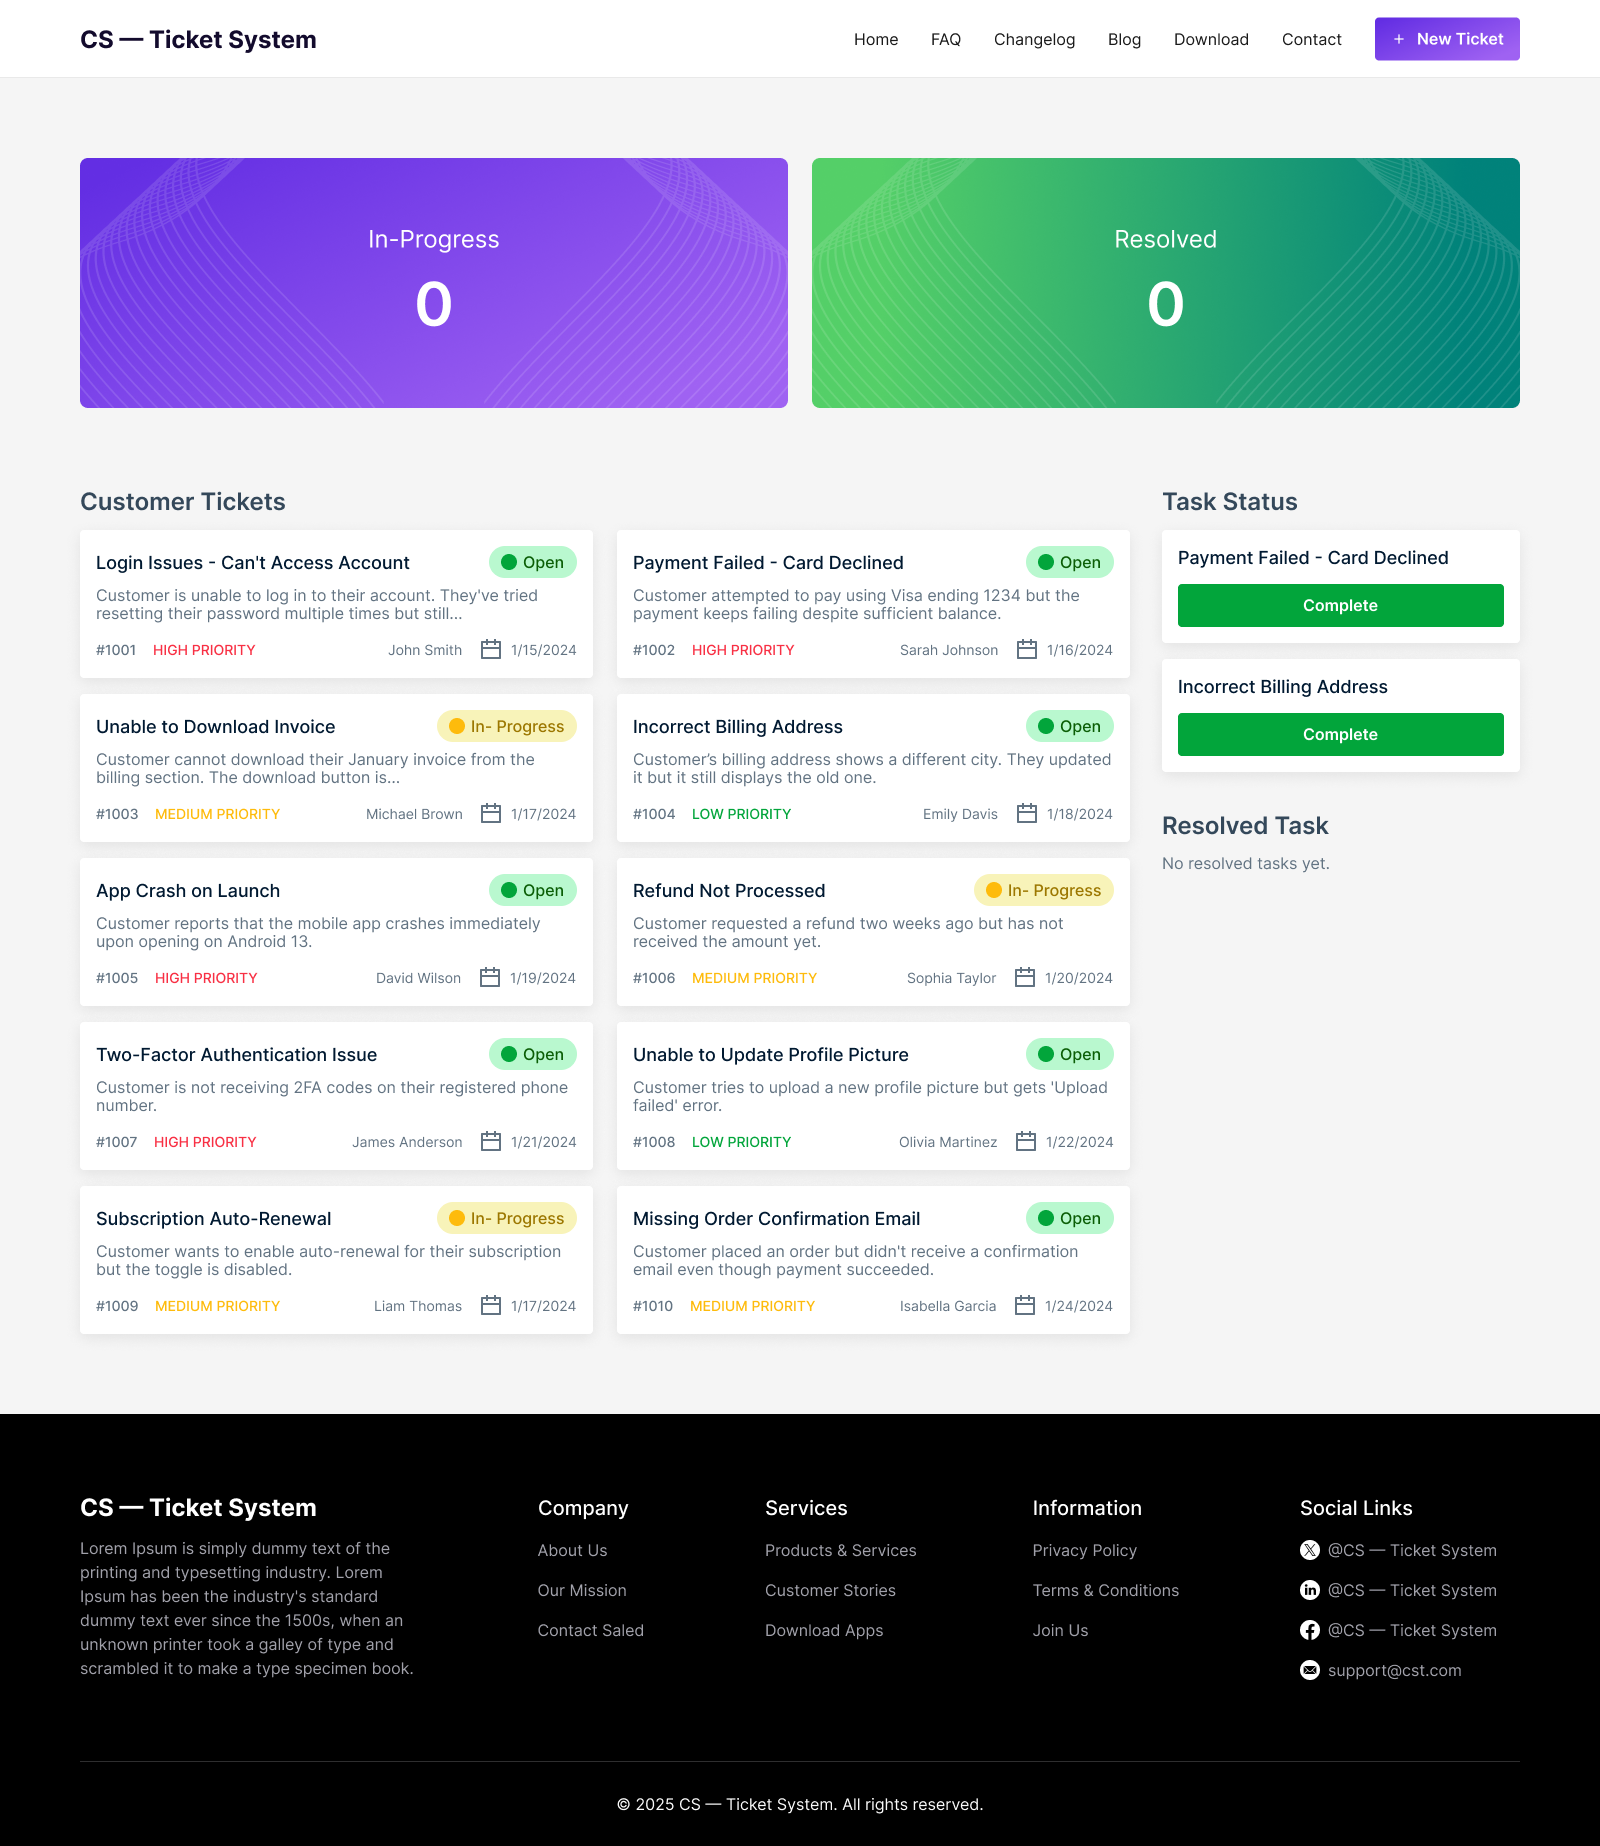 CS — Ticket System
Home FAQ Changelog Blog Download Contact + New Ticket
In-Progress
0
Resolved
0
Customer Tickets
Login Issues - Can't Access Account Open
Customer is unable to log in to their account. They've tried
resetting their password multiple times but still...
#1001 HIGH PRIORITY John Smith 1/15/2024
Payment Failed - Card Declined Open
Customer attempted to pay using Visa ending 1234 but the
payment keeps failing despite sufficient balance.
#1002 HIGH PRIORITY Sarah Johnson 1/16/2024
Unable to Download Invoice In- Progress
Customer cannot download their January invoice from the
billing section. The download button is...
#1003 MEDIUM PRIORITY Michael Brown 1/17/2024
Incorrect Billing Address Open
Customer’s billing address shows a different city. They updated
it but it still displays the old one.
#1004 LOW PRIORITY Emily Davis 1/18/2024
App Crash on Launch Open
Customer reports that the mobile app crashes immediately
upon opening on Android 13.
#1005 HIGH PRIORITY David Wilson 1/19/2024
Refund Not Processed In- Progress
Customer requested a refund two weeks ago but has not
received the amount yet.
#1006 MEDIUM PRIORITY Sophia Taylor 1/20/2024
Two-Factor Authentication Issue Open
Customer is not receiving 2FA codes on their registered phone
number.
#1007 HIGH PRIORITY James Anderson 1/21/2024
Unable to Update Profile Picture Open
Customer tries to upload a new profile picture but gets 'Upload
failed' error.
#1008 LOW PRIORITY Olivia Martinez 1/22/2024
Subscription Auto-Renewal In- Progress
Customer wants to enable auto-renewal for their subscription
but the toggle is disabled.
#1009 MEDIUM PRIORITY Liam Thomas 1/17/2024
Missing Order Confirmation Email Open
Customer placed an order but didn't receive a confirmation
email even though payment succeeded.
#1010 MEDIUM PRIORITY Isabella Garcia 1/24/2024
Task Status
Payment Failed - Card Declined
Complete
Incorrect Billing Address
Complete
Resolved Task
No resolved tasks yet.
CS — Ticket System
Lorem Ipsum is simply dummy text of the
printing and typesetting industry. Lorem
Ipsum has been the industry's standard
dummy text ever since the 1500s, when an
unknown printer took a galley of type and
scrambled it to make a type specimen book.
Company
About Us
Our Mission
Contact Saled
Services
Products & Services
Customer Stories
Download Apps
Information
Privacy Policy
Terms & Conditions
Join Us
Social Links
@CS — Ticket System
@CS — Ticket System
@CS — Ticket System
support@cst.com
© 2025 CS — Ticket System. All rights reserved.